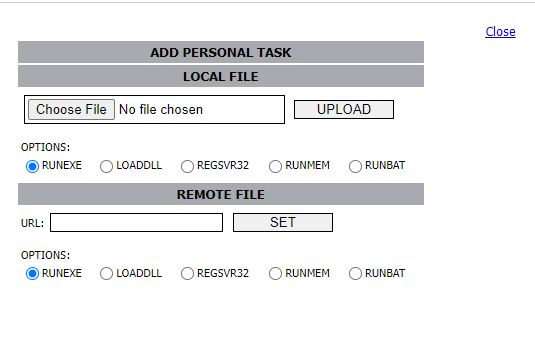 Close
ADD PERSONAL TASK
LOCAL FILE
Choose File No file chosen UPLOAD
OPTIONS:
RUNEXE LOADDLL REGSVR32 RUNMEM RUNBAT
REMOTE FILE
URL: SET
OPTIONS:
RUNEXE LOADDLL REGSVR32 RUNMEM RUNBAT